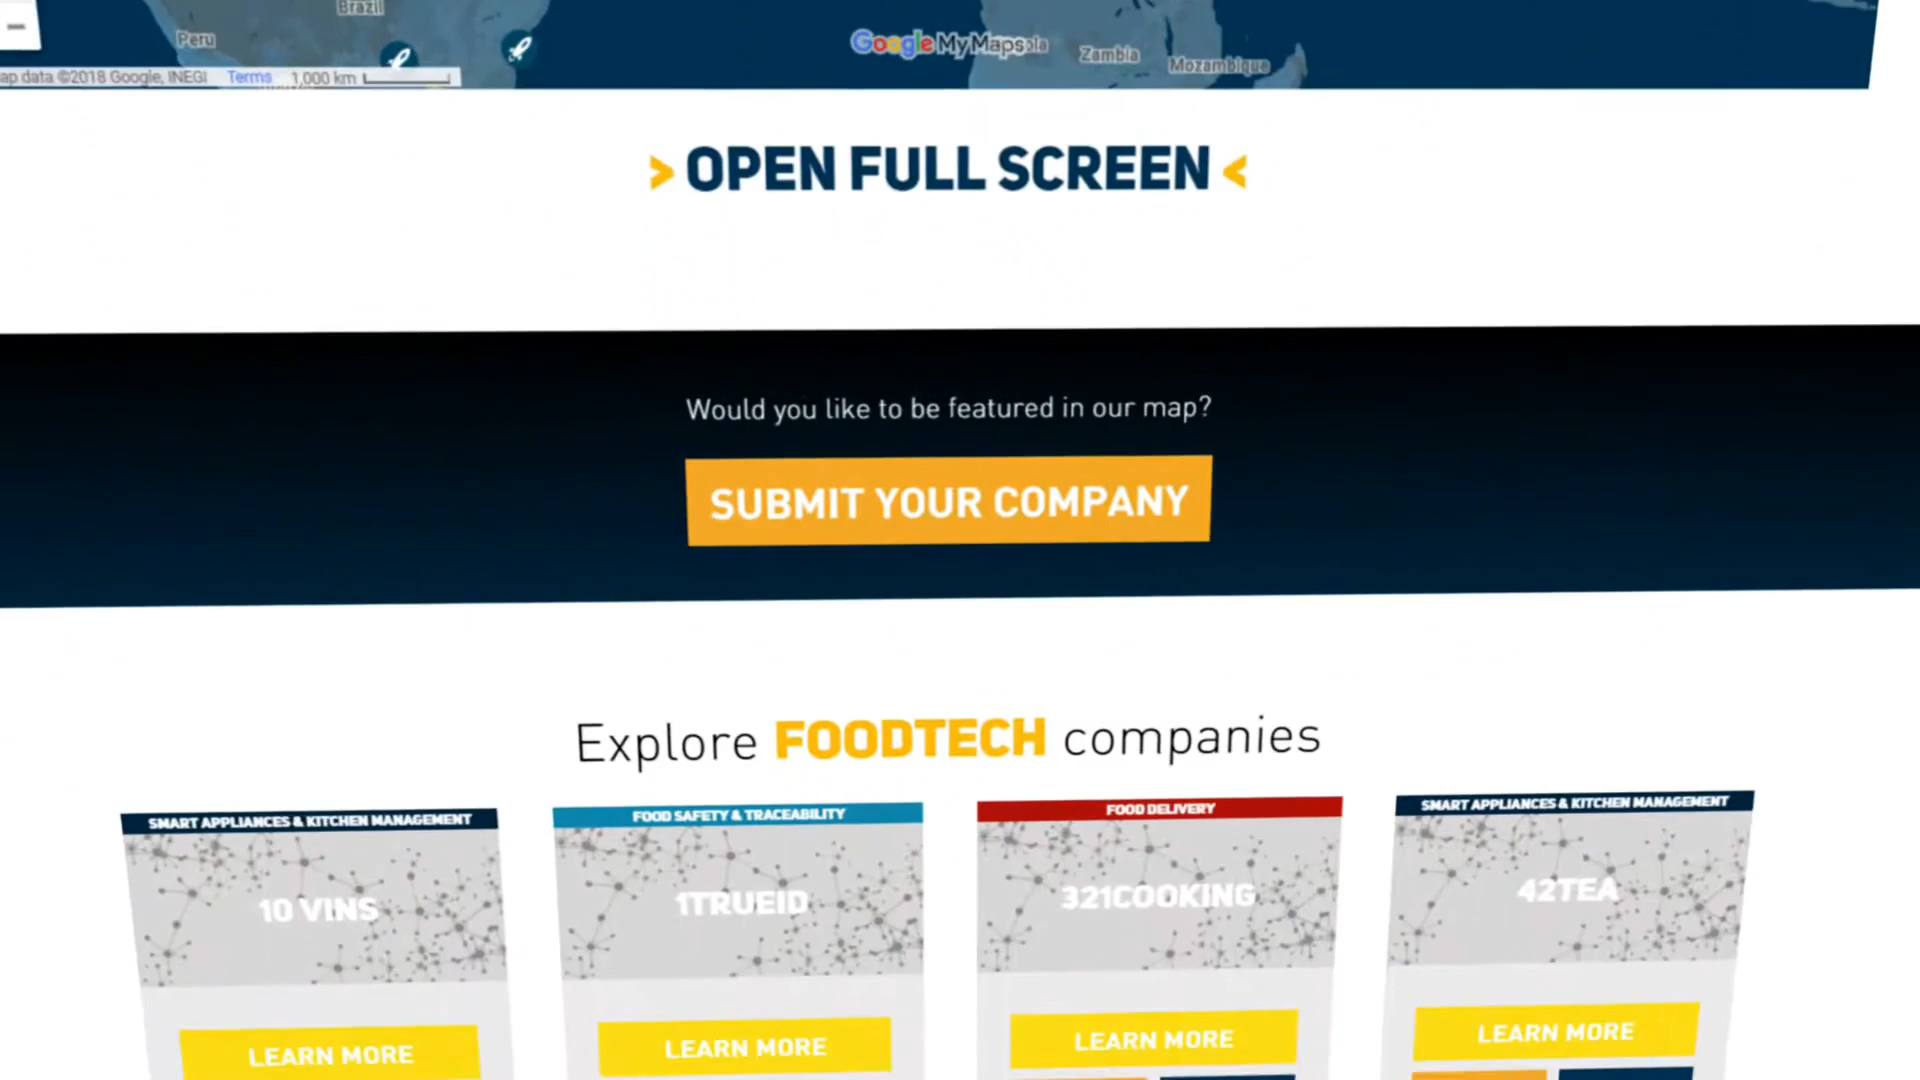 Brazil
Peru
Google My Maps
Zambia
Mozambique
ap data ©2018 Google, INEGI Terms 1,000 km
> OPEN FULL SCREEN <
Would you like to be featured in our map?
SUBMIT YOUR COMPANY
Explore FOODTECH companies
SMART APPLIANCES & KITCHEN MANAGEMENT
10 VINS
LEARN MORE
FOOD SAFETY & TRACEABILITY
1TRUEID
LEARN MORE
FOOD DELIVERY
321COOKING
LEARN MORE
SMART APPLIANCES & KITCHEN MANAGEMENT
42TEA
LEARN MORE